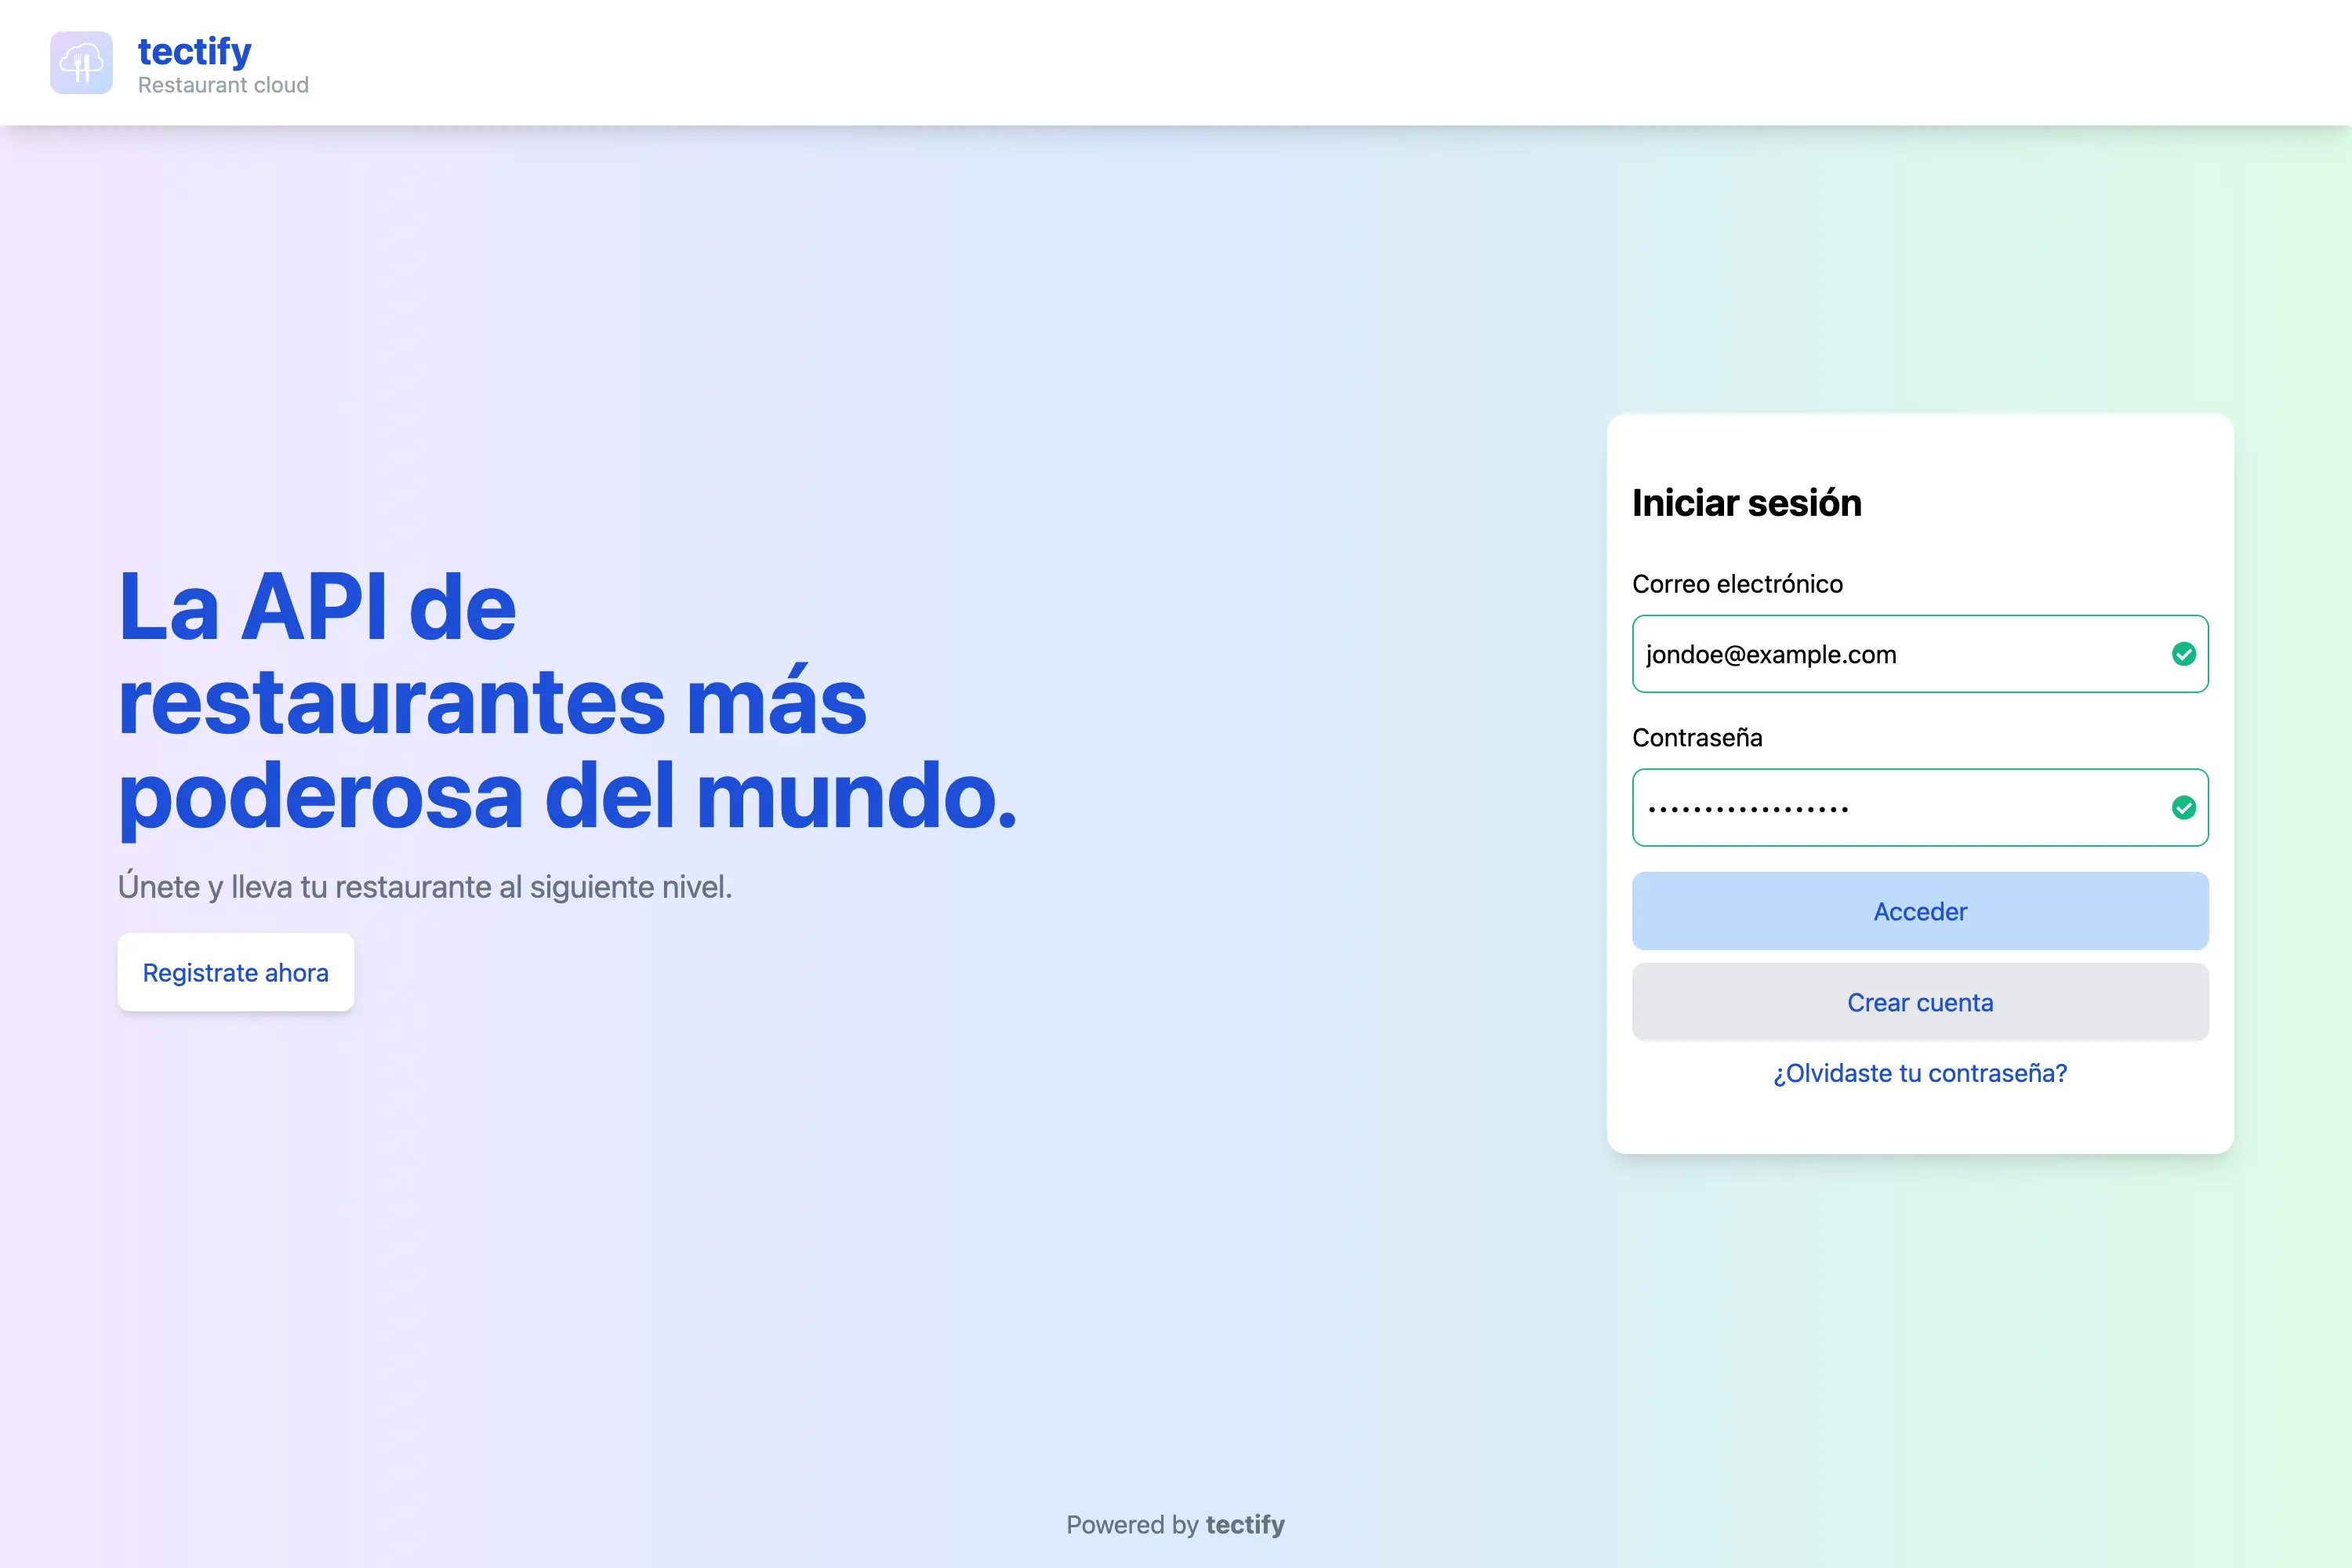 tectify
Restaurant cloud
La API de
restaurantes más
poderosa del mundo.
Únete y lleva tu restaurante al siguiente nivel.
Registrate ahora
Iniciar sesión
Correo electrónico
jondoe@example.com
Contraseña
••••••••••••••••••
Acceder
Crear cuenta
¿Olvidaste tu contraseña?
Powered by tectify